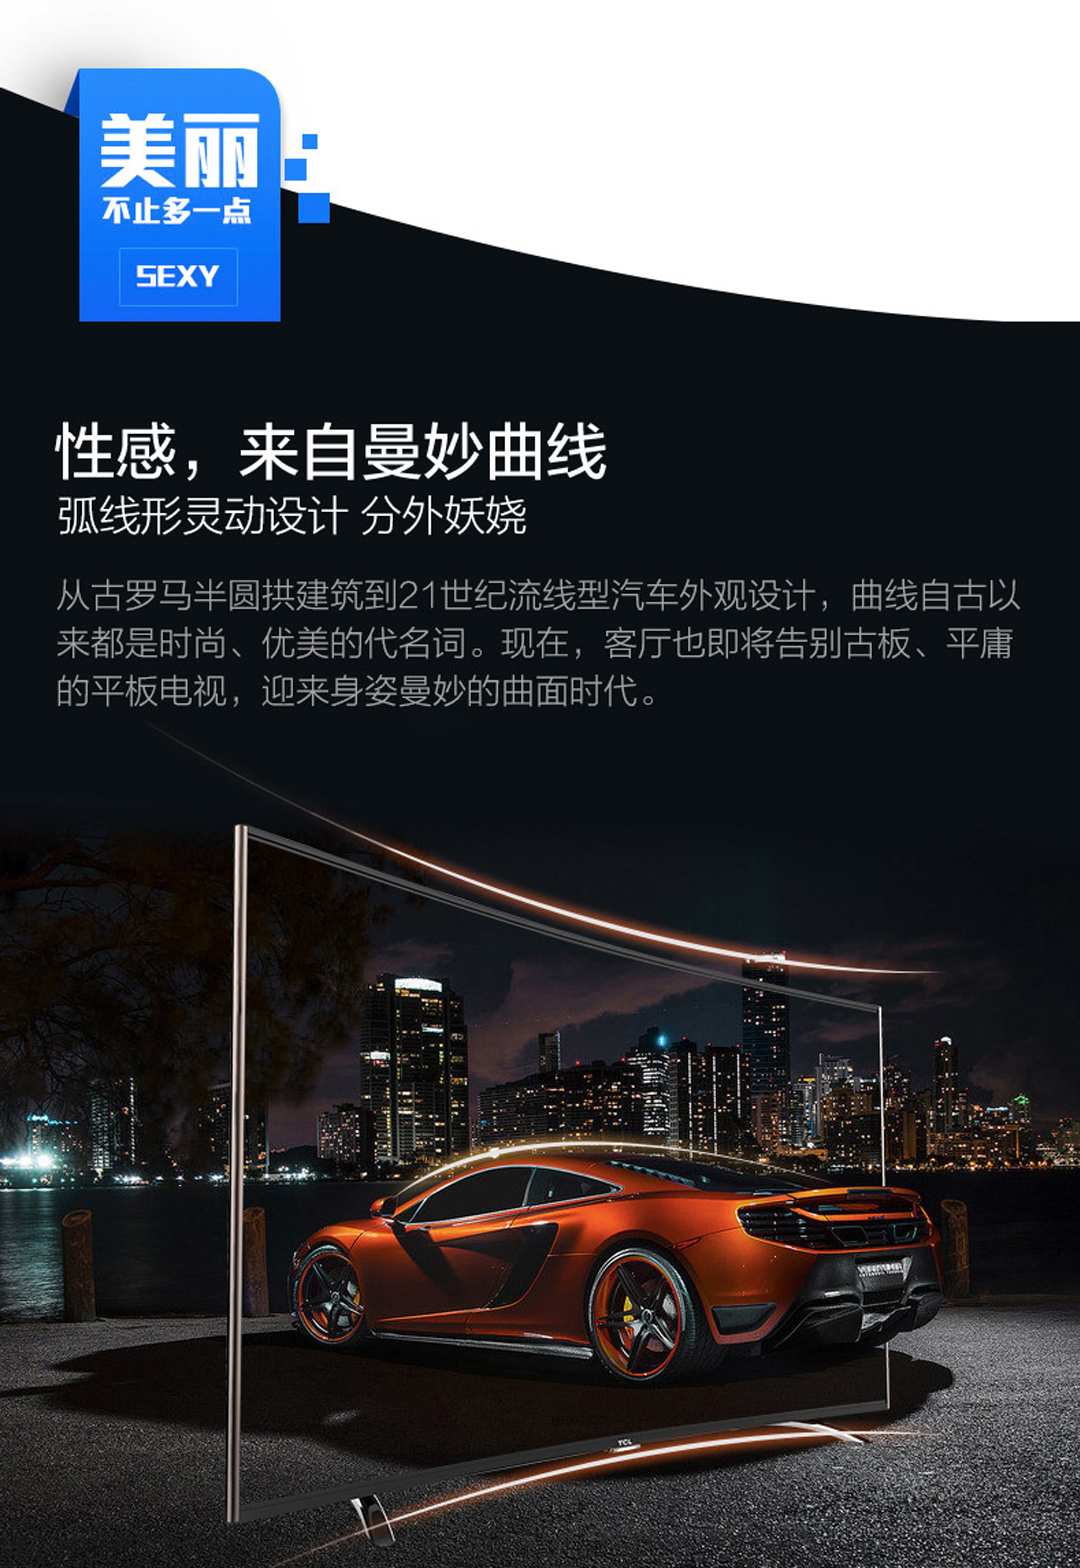 美丽
不止多一点
SEXY
性感，来自曼妙曲线
弧线形灵动设计 分外妖娆
从古罗马半圆拱建筑到21世纪流线型汽车外观设计，曲线自古以
来都是时尚、优美的代名词。现在，客厅也即将告别古板、平庸
的平板电视，迎来身姿曼妙的曲面时代。
TCL